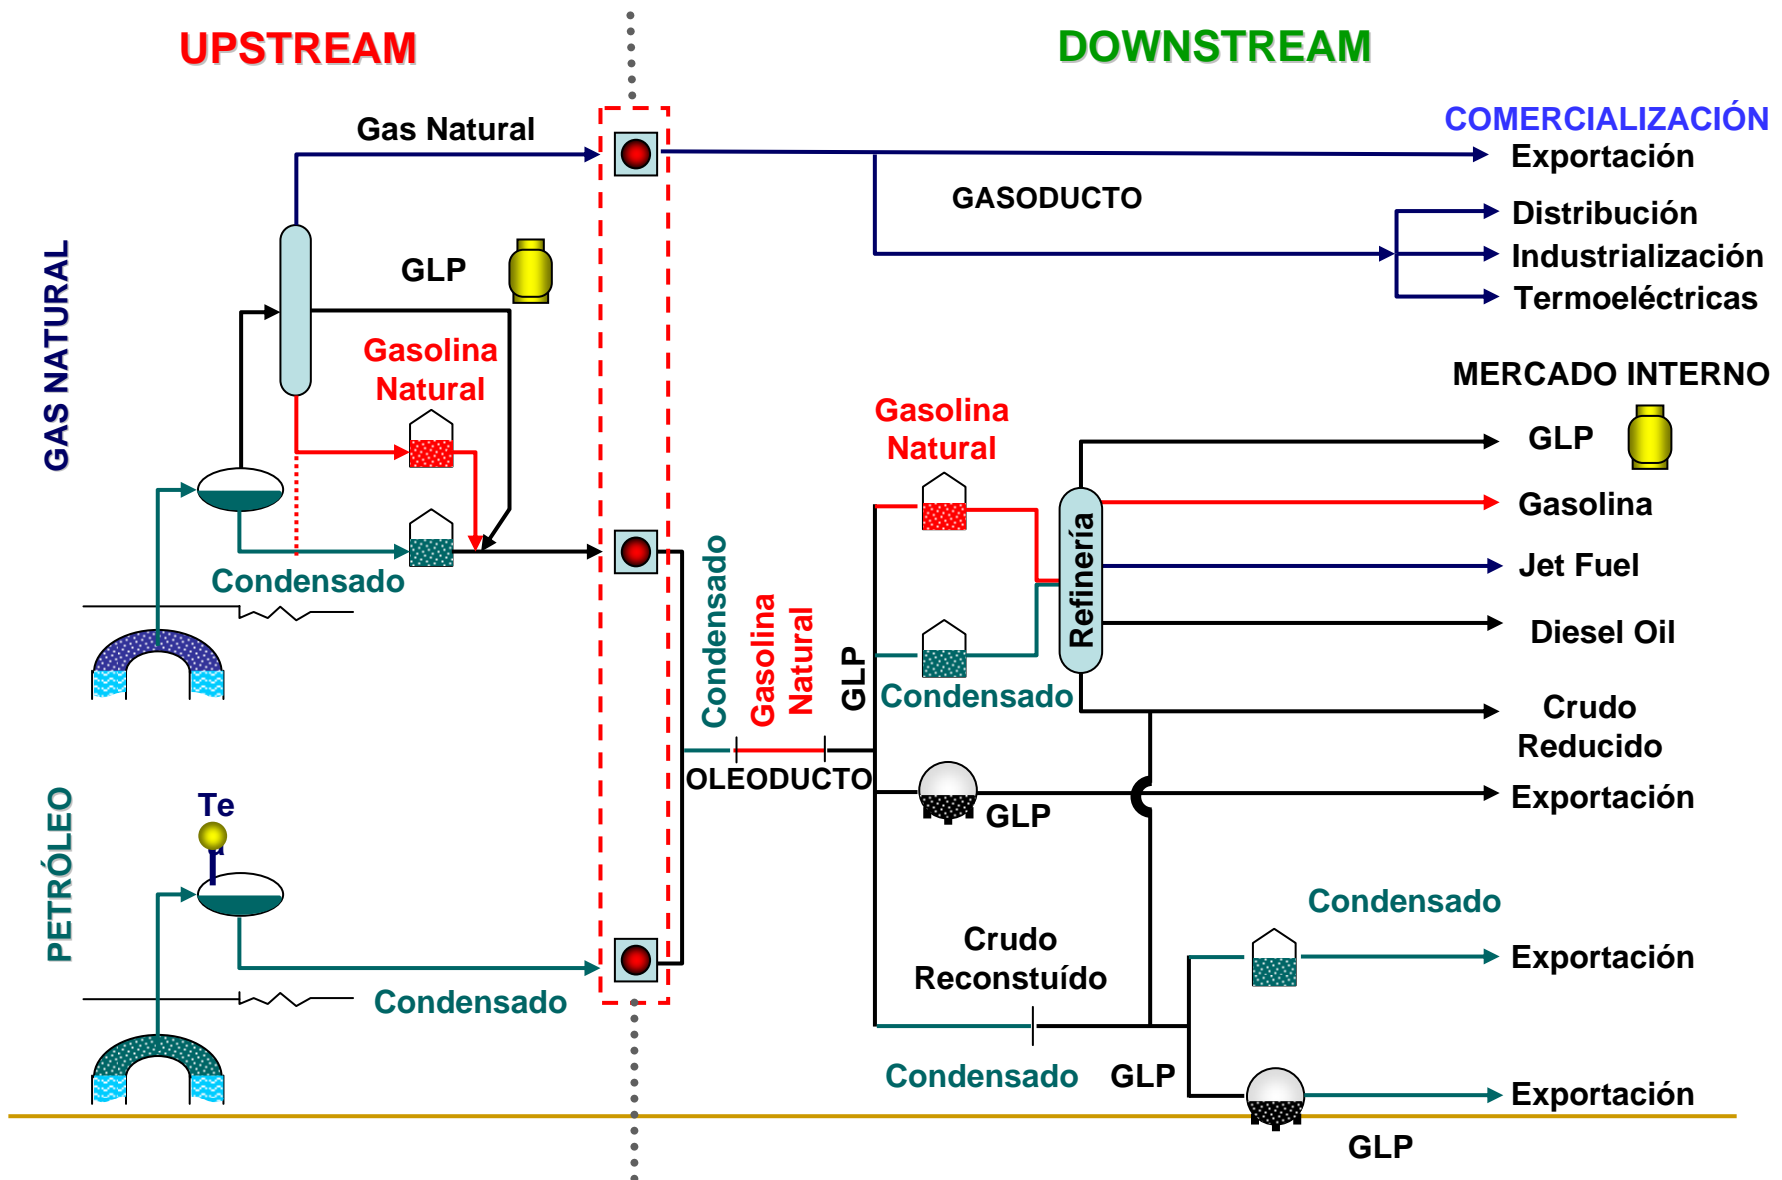 UPSTREAM
DOWNSTREAM
Gas Natural
COMERCIALIZACIÓN
Exportación
GASODUCTO
Distribución
Industrialización
Termoeléctricas
GAS NATURAL
GLP
Gasolina
Natural
Condensado
MERCADO INTERNO
Gasolina
Natural
GLP
Gasolina
Refinería
Jet Fuel
Diesel Oil
Condensado
Condensado
Gasolina
Natural
GLP
Crudo
Reducido
OLEODUCTO
GLP
Exportación
PETRÓLEO
Te
a
Condensado
Crudo
Reconstuído
Condensado
Exportación
Condensado
GLP
Exportación
GLP